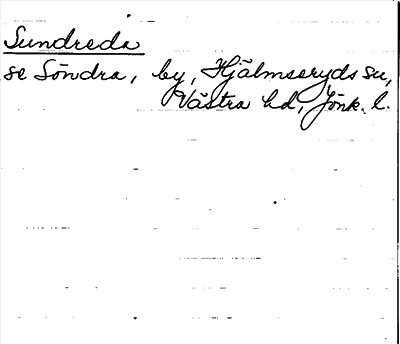 Sundreda
se Söndra, by, Hjälmseryds sn,
Västra hd, Jönk. l.